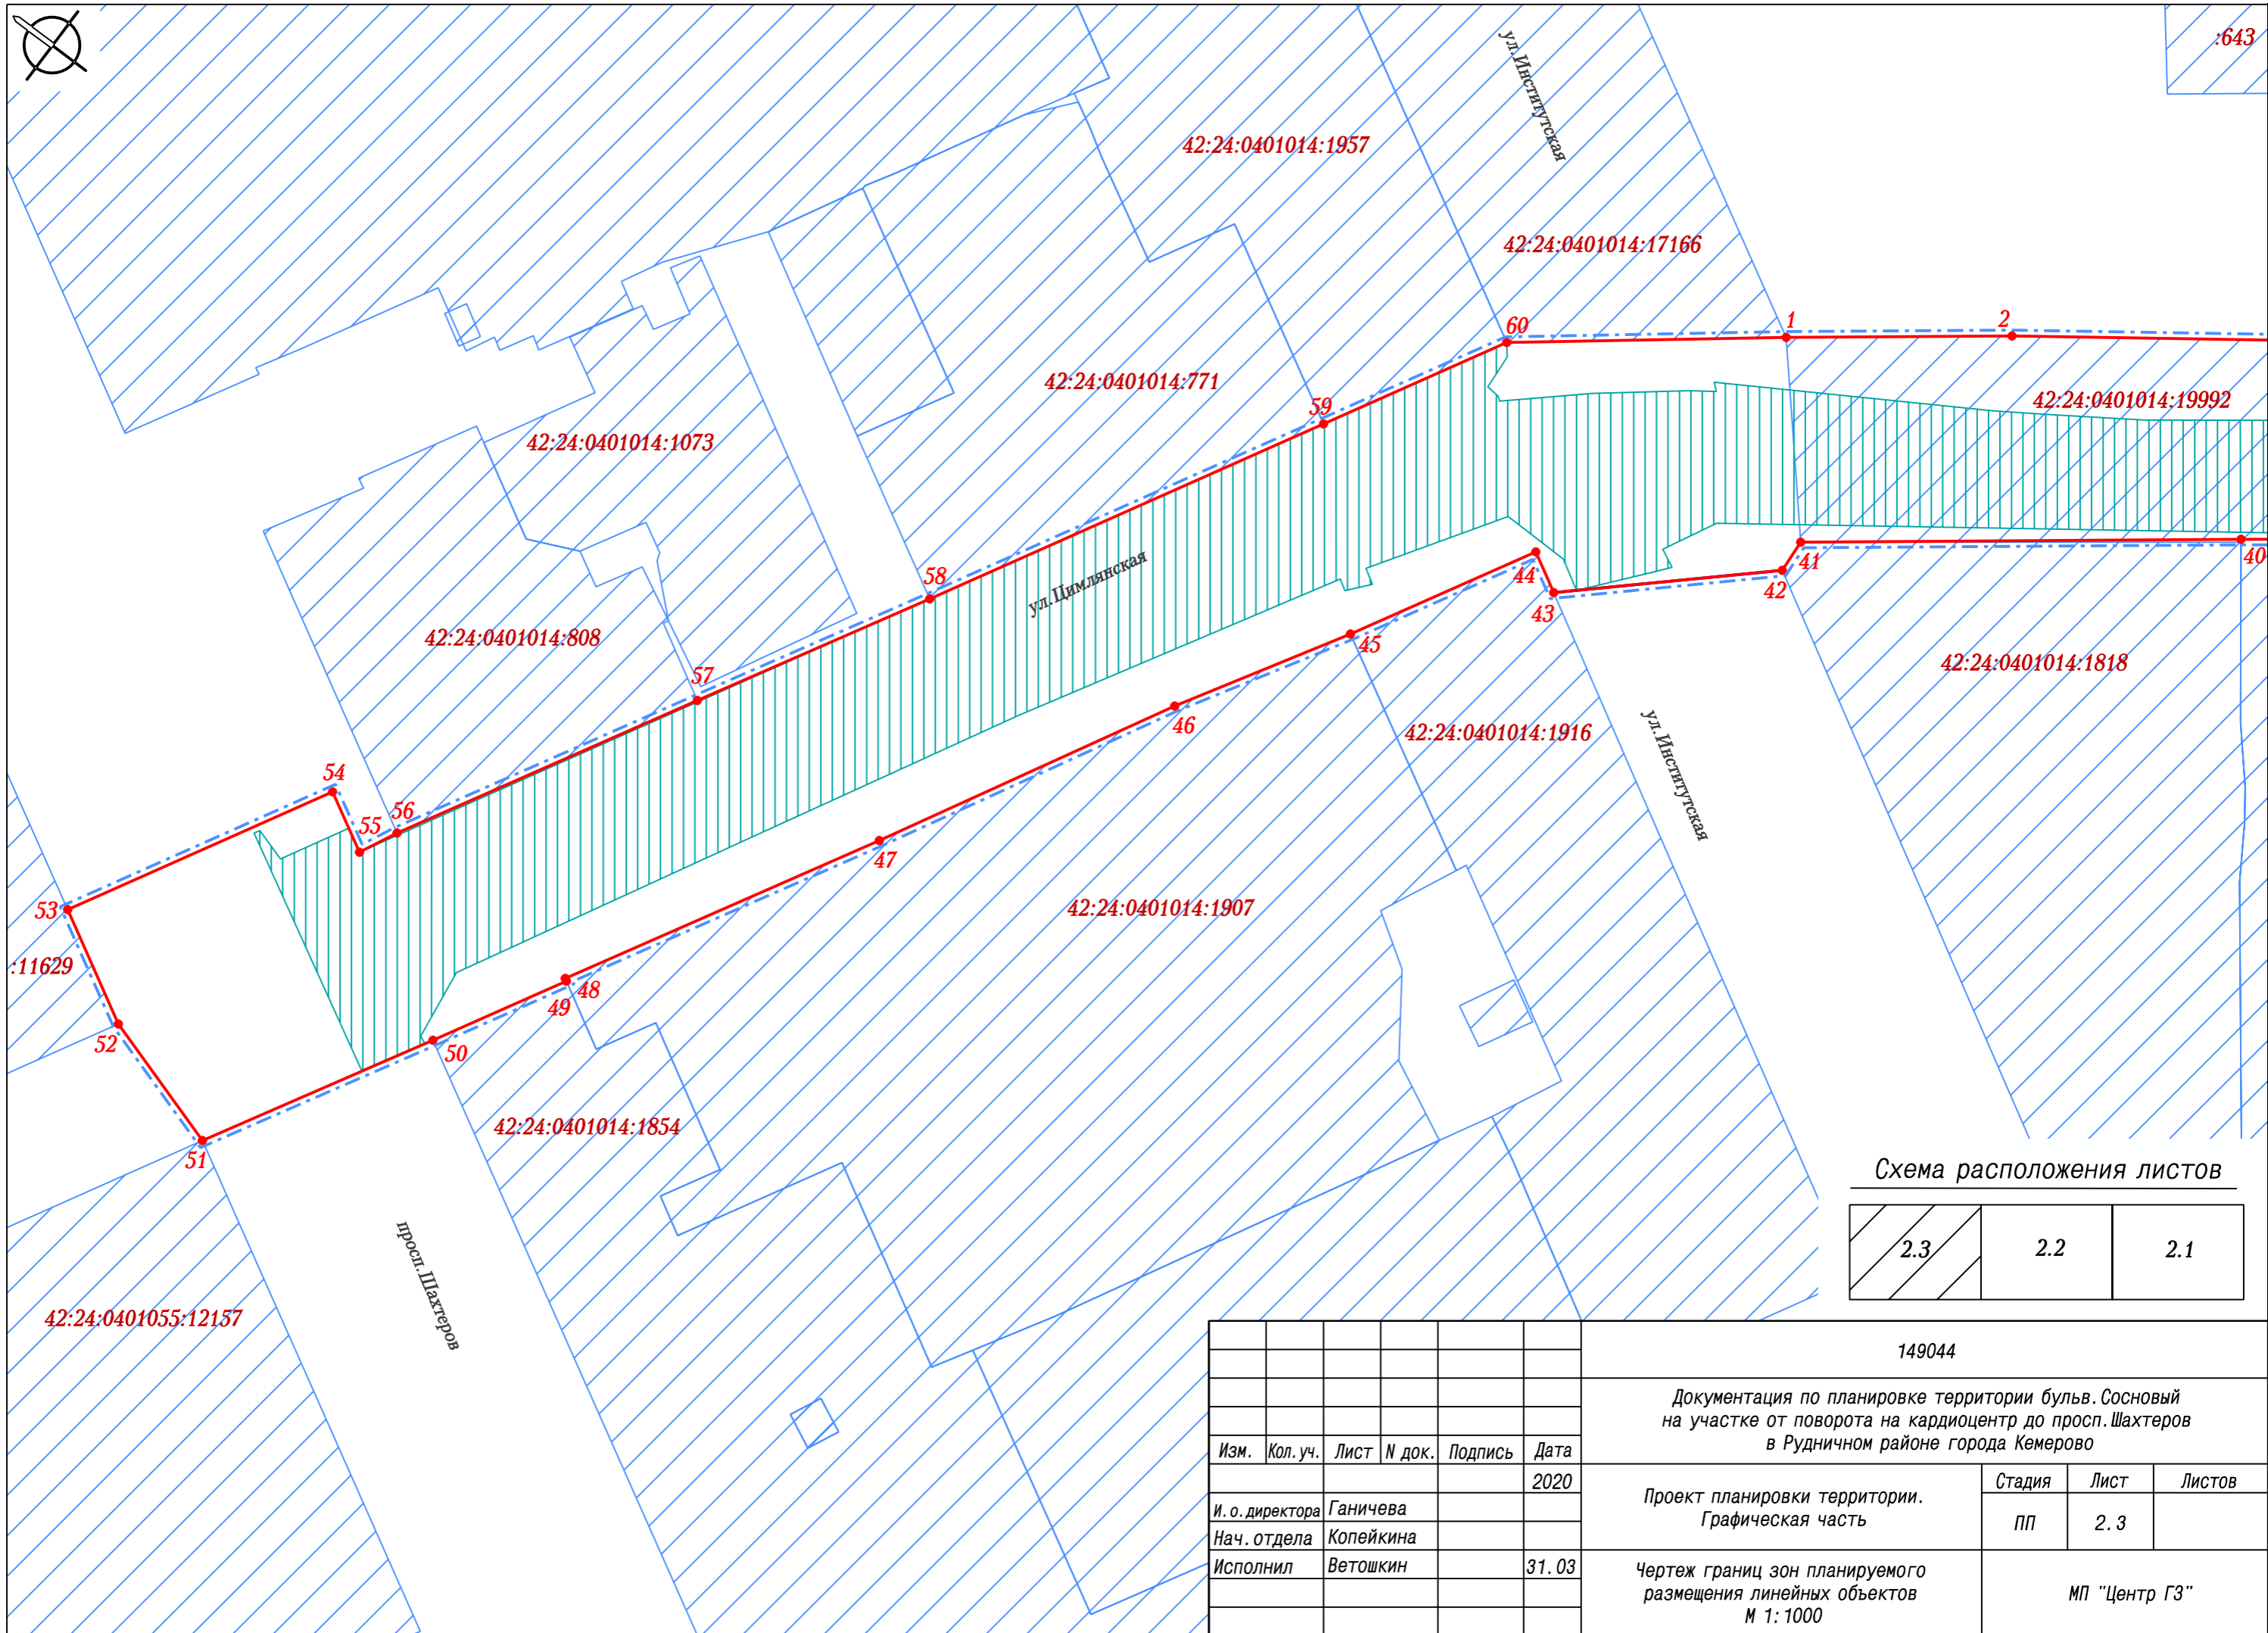 :643
ул.Институтская
42:24:0401014:1957
42:24:0401014:17166
60
1
2
42:24:0401014:771
59
42:24:0401014:19992
42:24:0401014:1073
58
ул.Цимлянская
44
41
40
42
43
42:24:0401014:808
45
42:24:0401014:1818
57
46
42:24:0401014:1916
ул.Институтская
54
56
55
47
53
42:24:0401014:1907
:11629
48
49
52
50
42:24:0401014:1854
51
просп.Шахтеров
42:24:0401055:12157
Схема расположения листов
2.3 2.2 2.1
149044
Документация по планировке территории бульв.Сосновый
на участке от поворота на кардиоцентр до просп.Шахтеров
в Рудничном районе города Кемерово
Изм. Кол.уч. Лист N док. Подпись Дата
2020
Проект планировки территории.
Графическая часть
Стадия Лист Листов
ПП 2.3
И.о.директора Ганичева
Нач.отдела Копейкина
Исполнил Ветошкин 31.03
Чертеж границ зон планируемого
размещения линейных объектов
М 1:1000
МП "Центр ГЗ"